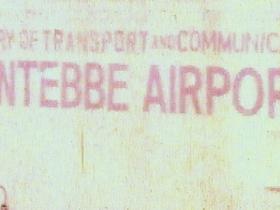 RY OF TRANSPORT AND COMMUNIC
NTEBBE AIRPOR